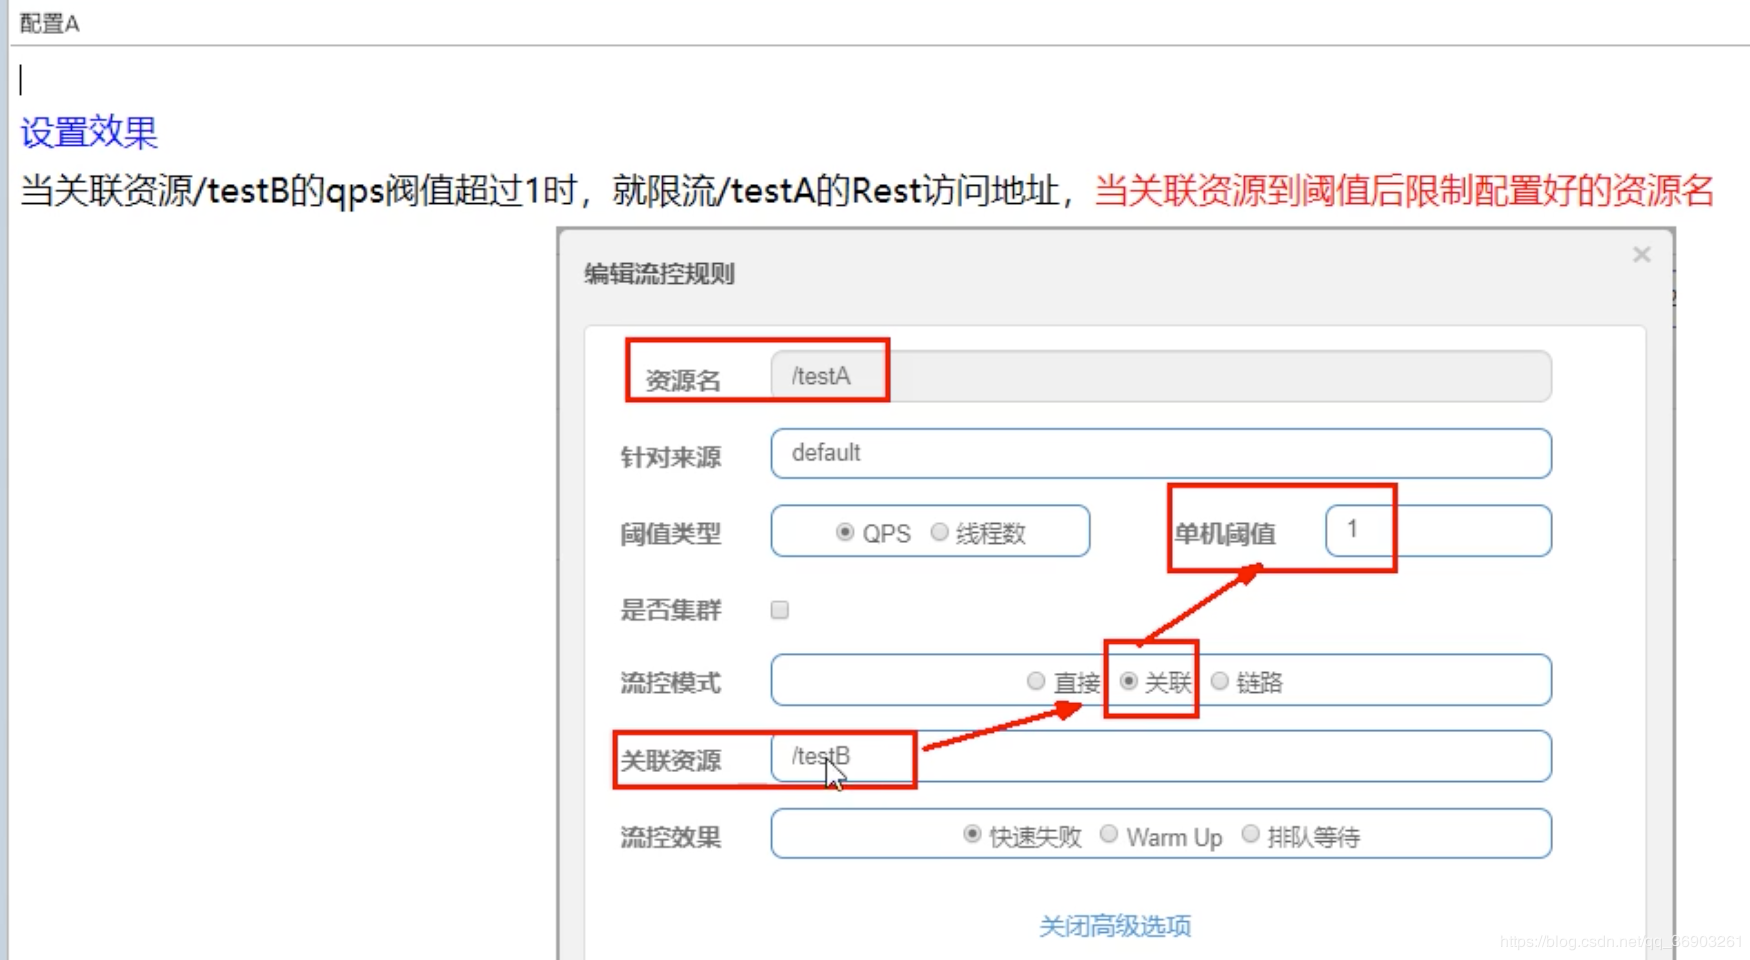 配置A
设置效果
当关联资源/testB的qps阀值超过1时，就限流/testA的Rest访问地址，当关联资源到阈值后限制配置好的资源名
编辑流控规则 ×
资源名 /testA
针对来源 default
阈值类型 QPS 线程数 单机阈值 1
是否集群
流控模式 直接 关联 链路
关联资源 /testB
流控效果 快速失败 Warm Up 排队等待
关闭高级选项
https://blog.csdn.net/qq_36903261